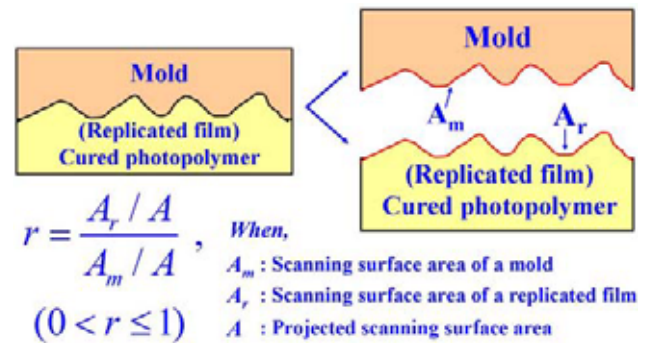 Mold
(Replicated film)
Cured photopolymer
Mold
Aₘ
Aᵣ
(Replicated film)
Cured photopolymer
r = (Aᵣ / A) / (Aₘ / A) ,
(0 < r ≤ 1)
When,
Aₘ : Scanning surface area of a mold
Aᵣ : Scanning surface area of a replicated film
A : Projected scanning surface area